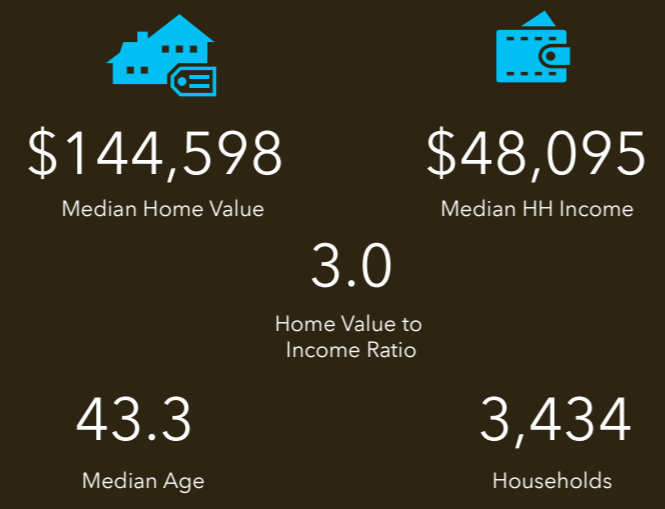 $144,598
Median Home Value
$48,095
Median HH Income
3.0
Home Value to
Income Ratio
43.3
Median Age
3,434
Households